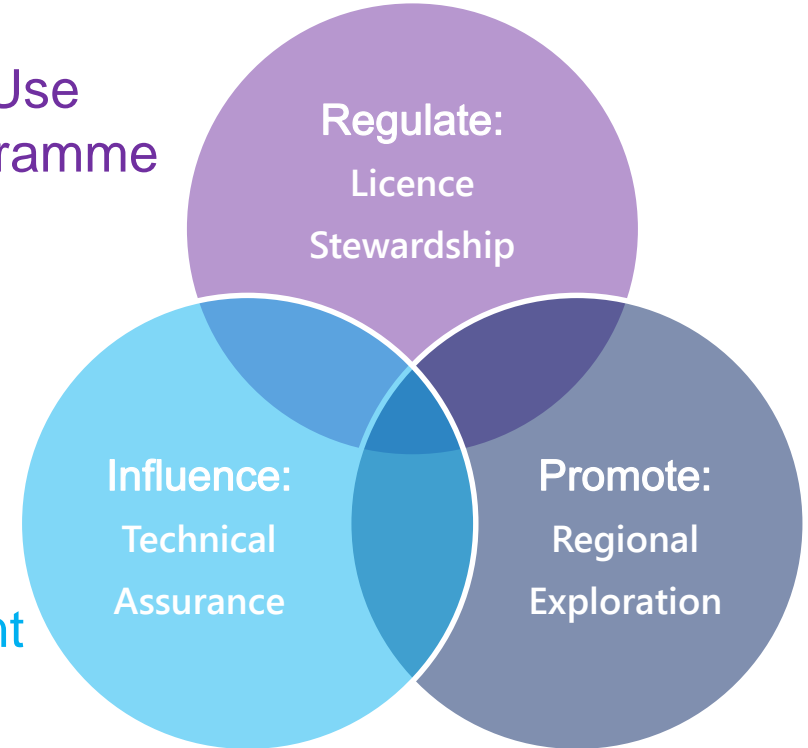 Use
ramme
Regulate:
Licence
Stewardship
Influence:
Technical
Assurance
nt
Promote:
Regional
Exploration